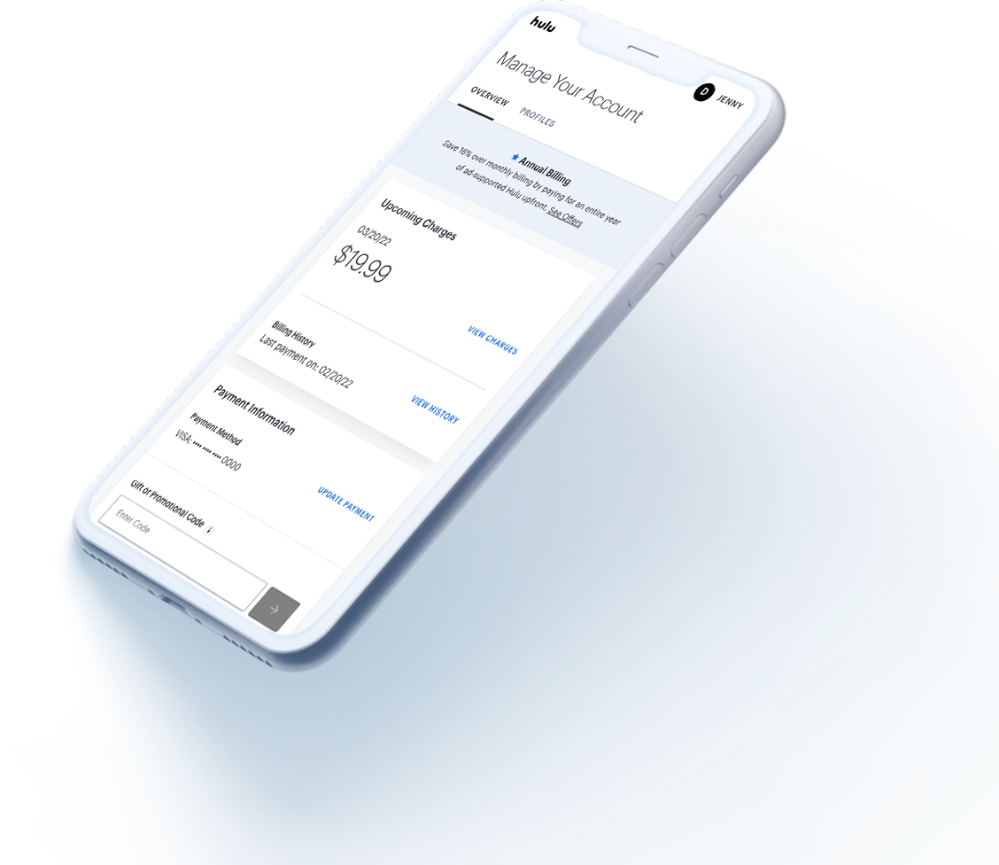 hulu
D JENNY
Manage Your Account
OVERVIEW PROFILES
★ Annual Billing
Save 16% over monthly billing by paying for an entire year
of ad-supported Hulu upfront. See Offers
Upcoming Charges
03/20/22
$19.99
VIEW CHARGES
Billing History
Last payment on: 02/20/22
VIEW HISTORY
Payment Information
Payment Method
VISA: •••• •••• •••• 0000
UPDATE PAYMENT
Gift or Promotional Code i
Enter Code